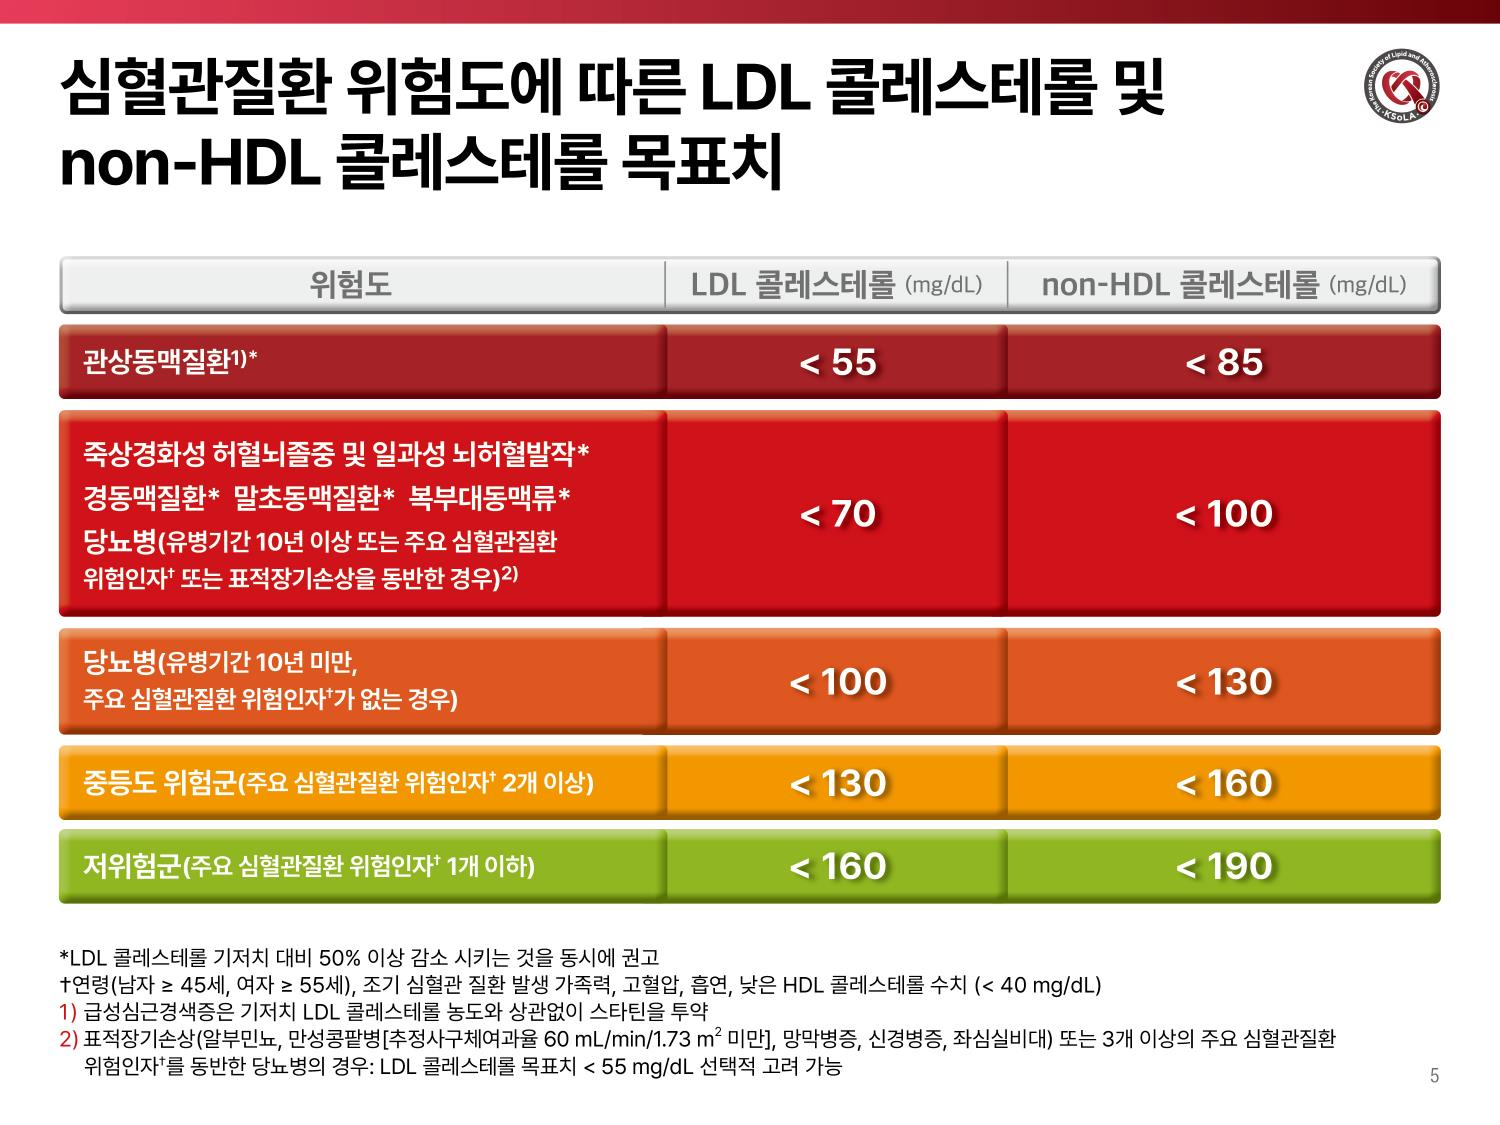 심혈관질환 위험도에 따른 LDL 콜레스테롤 및
non-HDL 콜레스테롤 목표치
The Korean Society of Lipid and Atherosclerosis
KSoLA
위험도 LDL 콜레스테롤 (mg/dL) non-HDL 콜레스테롤 (mg/dL)
관상동맥질환1)* < 55 < 85
죽상경화성 허혈뇌졸중 및 일과성 뇌허혈발작*
경동맥질환* 말초동맥질환* 복부대동맥류*
당뇨병(유병기간 10년 이상 또는 주요 심혈관질환
위험인자† 또는 표적장기손상을 동반한 경우)2)
< 70 < 100
당뇨병(유병기간 10년 미만,
주요 심혈관질환 위험인자†가 없는 경우)
< 100 < 130
중등도 위험군(주요 심혈관질환 위험인자† 2개 이상) < 130 < 160
저위험군(주요 심혈관질환 위험인자† 1개 이하) < 160 < 190
*LDL 콜레스테롤 기저치 대비 50% 이상 감소 시키는 것을 동시에 권고
†연령(남자 ≥ 45세, 여자 ≥ 55세), 조기 심혈관 질환 발생 가족력, 고혈압, 흡연, 낮은 HDL 콜레스테롤 수치 (< 40 mg/dL)
1) 급성심근경색증은 기저치 LDL 콜레스테롤 농도와 상관없이 스타틴을 투약
2) 표적장기손상(알부민뇨, 만성콩팥병[추정사구체여과율 60 mL/min/1.73 m² 미만], 망막병증, 신경병증, 좌심실비대) 또는 3개 이상의 주요 심혈관질환
위험인자†를 동반한 당뇨병의 경우: LDL 콜레스테롤 목표치 < 55 mg/dL 선택적 고려 가능
5